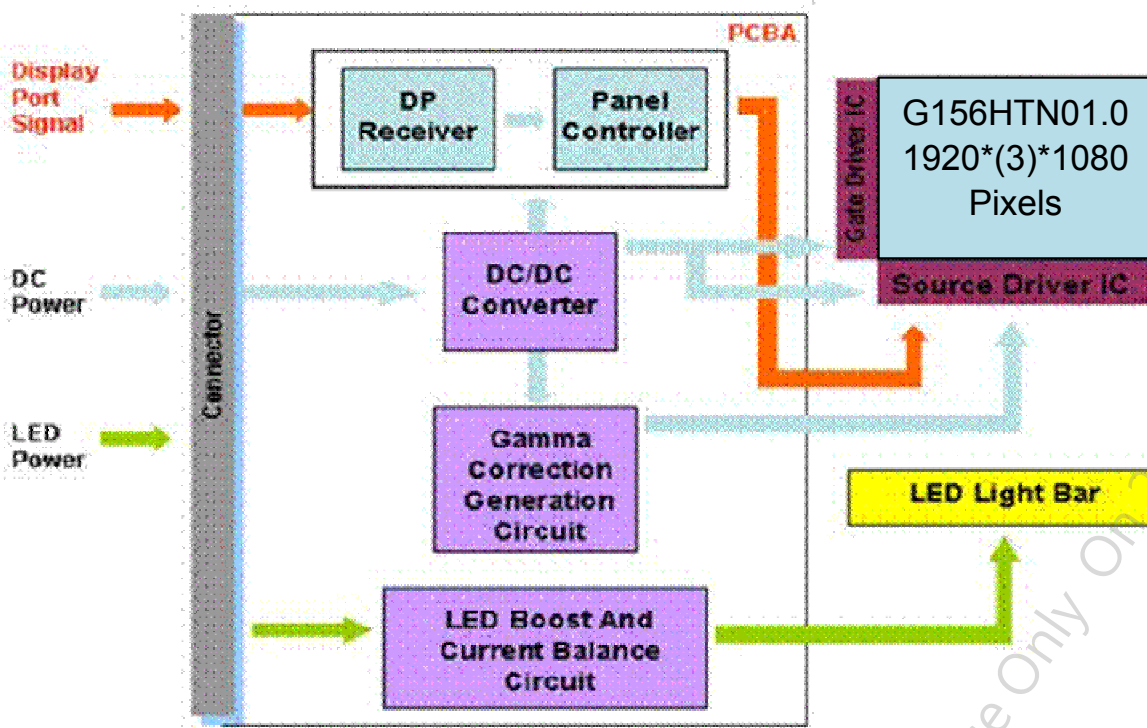 PCBA
Display
Port
Signal
DP
Receiver
Panel
Controller
Gate Driver IC
G156HTN01.0
1920*(3)*1080
Pixels
Source Driver IC
DC
Power
DC/DC
Converter
Connector
LED
Power
Gamma
Correction
Generation
Circuit
LED Light Bar
LED Boost And
Current Balance
Circuit
Only On